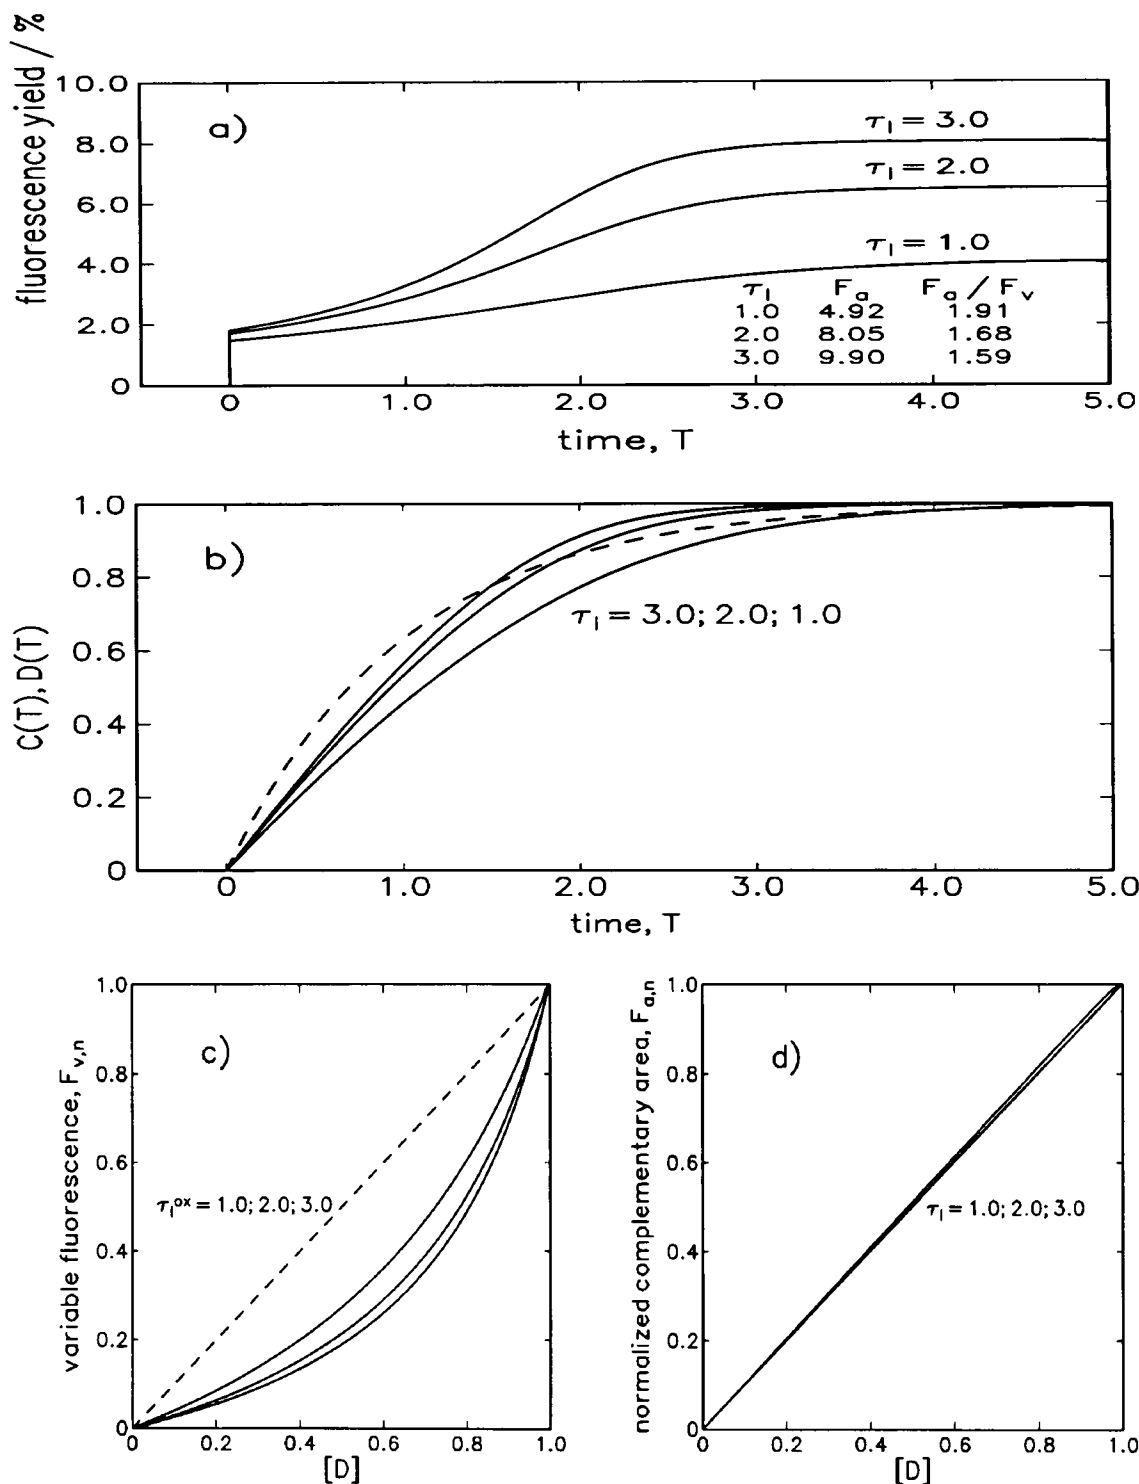 fluorescence yield / %
10.0
8.0
6.0
4.0
2.0
0
a)
τI = 3.0
τI = 2.0
τI = 1.0
τI Fa Fa / Fv
1.0 4.92 1.91
2.0 8.05 1.68
3.0 9.90 1.59
0 1.0 2.0 3.0 4.0 5.0
time, T
C(T), D(T)
1.0
0.8
0.6
0.4
0.2
0
b)
τI = 3.0; 2.0; 1.0
0 1.0 2.0 3.0 4.0 5.0
time, T
variable fluorescence, Fv,n
1.0
0.8
0.6
0.4
0.2
0
c)
τI ox = 1.0; 2.0; 3.0
0 0.2 0.4 0.6 0.8 1.0
[D]
normalized complementary area, Fa,n
1.0
0.8
0.6
0.4
0.2
0
d)
τI = 1.0; 2.0; 3.0
0 0.2 0.4 0.6 0.8 1.0
[D]